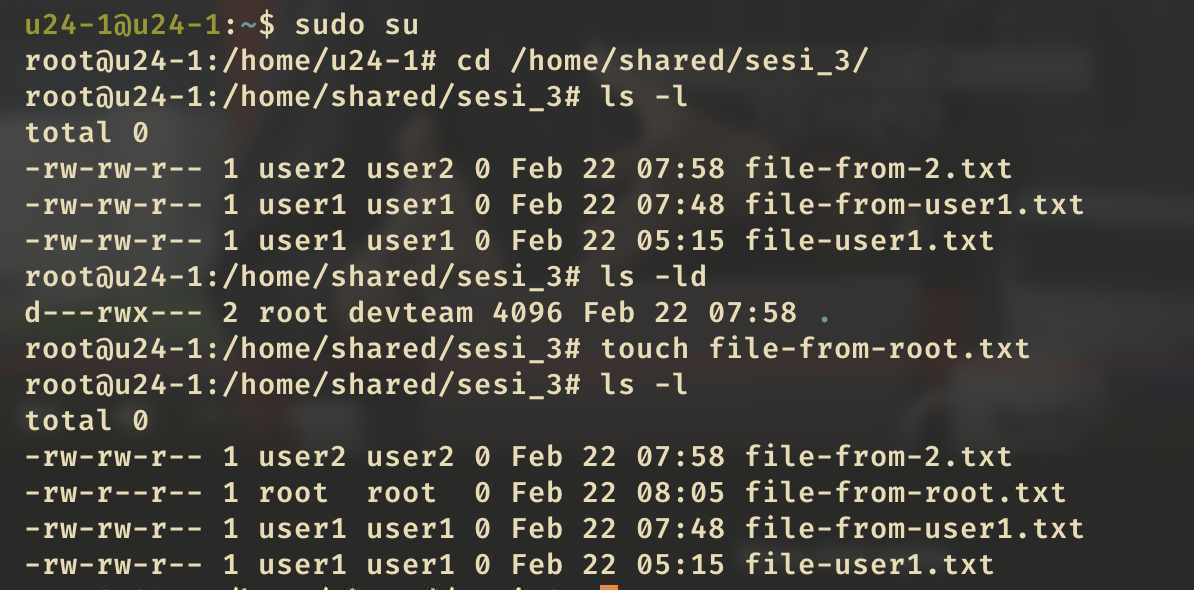 u24-1@u24-1:~$ sudo su
root@u24-1:/home/u24-1# cd /home/shared/sesi_3/
root@u24-1:/home/shared/sesi_3# ls -l
total 0
-rw-rw-r-- 1 user2 user2 0 Feb 22 07:58 file-from-2.txt
-rw-rw-r-- 1 user1 user1 0 Feb 22 07:48 file-from-user1.txt
-rw-rw-r-- 1 user1 user1 0 Feb 22 05:15 file-user1.txt
root@u24-1:/home/shared/sesi_3# ls -ld
d---rwx--- 2 root devteam 4096 Feb 22 07:58 .
root@u24-1:/home/shared/sesi_3# touch file-from-root.txt
root@u24-1:/home/shared/sesi_3# ls -l
total 0
-rw-rw-r-- 1 user2 user2 0 Feb 22 07:58 file-from-2.txt
-rw-r--r-- 1 root  root  0 Feb 22 08:05 file-from-root.txt
-rw-rw-r-- 1 user1 user1 0 Feb 22 07:48 file-from-user1.txt
-rw-rw-r-- 1 user1 user1 0 Feb 22 05:15 file-user1.txt